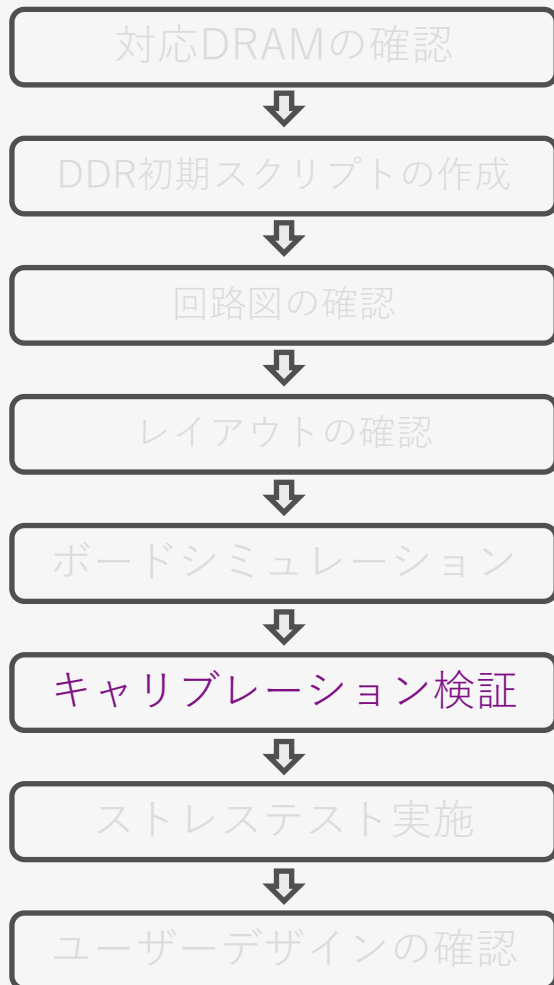 対応DRAMの確認
DDR初期スクリプトの作成
回路図の確認
レイアウトの確認
ボードシミュレーション
キャリブレーション検証
ストレステスト実施
ユーザーデザインの確認